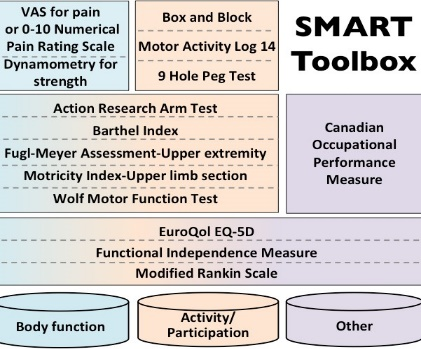 VAS for pain
or 0-10 Numerical
Pain Rating Scale
Dynamometry for
strength
Box and Block
Motor Activity Log 14
9 Hole Peg Test
SMART
Toolbox
Action Research Arm Test
Barthel Index
Fugl-Meyer Assessment-Upper extremity
Motricity Index-Upper limb section
Wolf Motor Function Test
Canadian
Occupational
Performance
Measure
EuroQol EQ-5D
Functional Independence Measure
Modified Rankin Scale
Body function
Activity/
Participation
Other